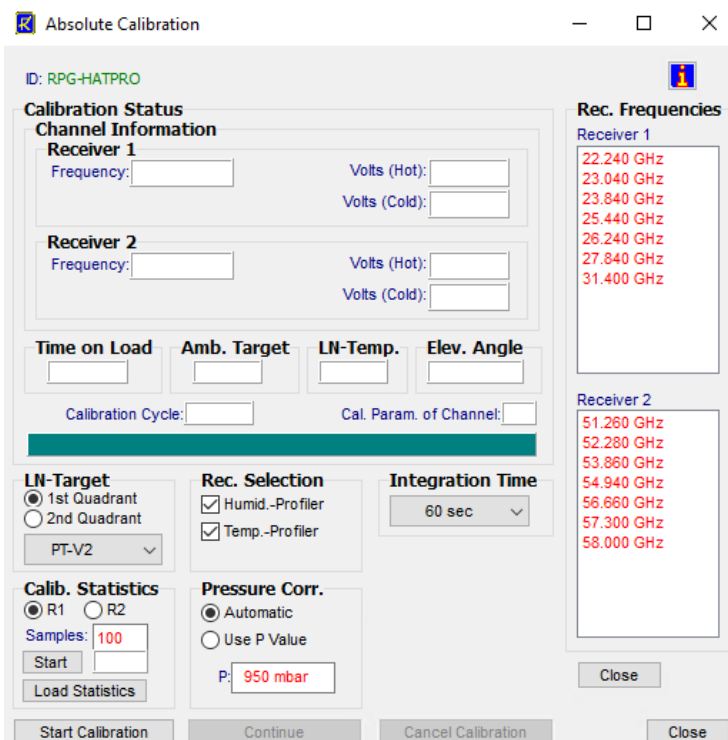 Absolute Calibration
ID: RPG-HATPRO
Calibration Status
Channel Information
Receiver 1
Frequency:
Volts (Hot):
Volts (Cold):
Receiver 2
Frequency:
Volts (Hot):
Volts (Cold):
Time on Load
Amb. Target
LN-Temp.
Elev. Angle
Calibration Cycle:
Cal. Param. of Channel:
LN-Target
1st Quadrant
2nd Quadrant
PT-V2
Rec. Selection
Humid.-Profiler
Temp.-Profiler
Integration Time
60 sec
Calib. Statistics
R1 R2
Samples: 100
Start
Load Statistics
Pressure Corr.
Automatic
Use P Value
P: 950 mbar
Start Calibration
Continue
Cancel Calibration
Rec. Frequencies
Receiver 1
22.240 GHz
23.040 GHz
23.840 GHz
25.440 GHz
26.240 GHz
27.840 GHz
31.400 GHz
Receiver 2
51.260 GHz
52.280 GHz
53.860 GHz
54.940 GHz
56.660 GHz
57.300 GHz
58.000 GHz
Close
Close